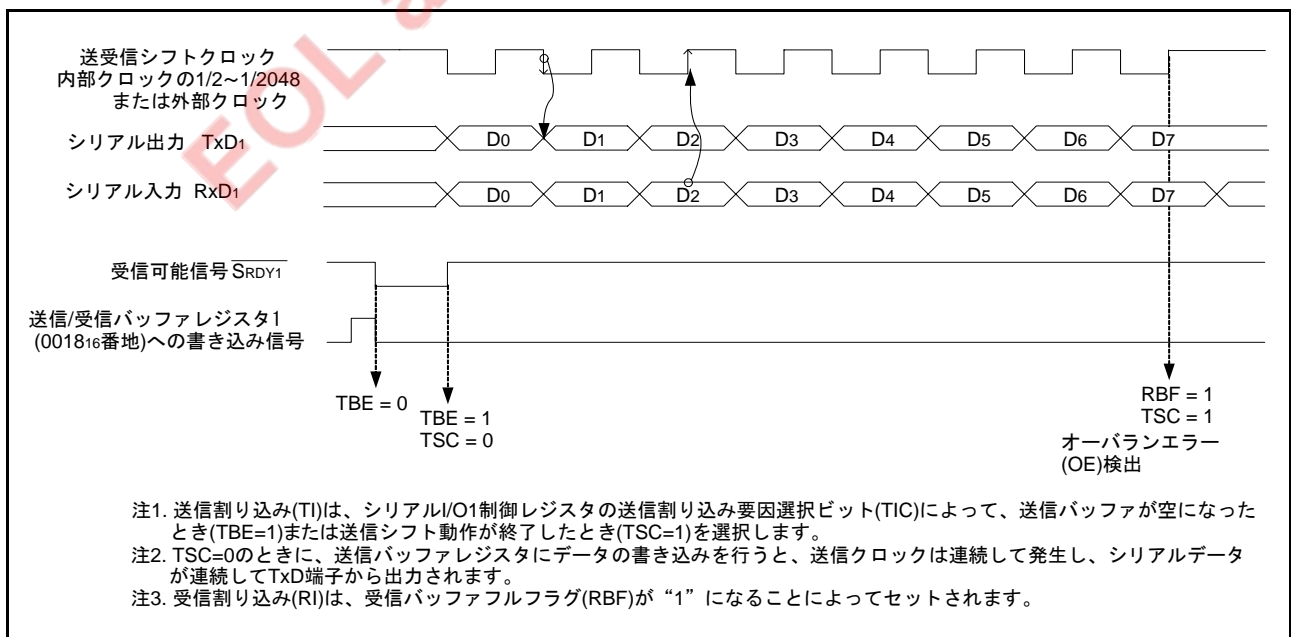 EOL a
送受信シフトクロック
内部クロックの1/2~1/2048
または外部クロック
シリアル出力 TxD1
D0 D1 D2 D3 D4 D5 D6 D7
シリアル入力 RxD1
D0 D1 D2 D3 D4 D5 D6 D7
受信可能信号 SRDY1
送信/受信バッファレジスタ1
(001816番地)への書き込み信号
TBE = 0
TBE = 1
TSC = 0
RBF = 1
TSC = 1
オーバランエラー
(OE)検出
注1. 送信割り込み(TI)は、シリアルI/O1制御レジスタの送信割り込み要因選択ビット(TIC)によって、送信バッファが空になった
とき(TBE=1)または送信シフト動作が終了したとき(TSC=1)を選択します。
注2. TSC=0のときに、送信バッファレジスタにデータの書き込みを行うと、送信クロックは連続して発生し、シリアルデータ
が連続してTxD端子から出力されます。
注3. 受信割り込み(RI)は、受信バッファフルフラグ(RBF)が“1”になることによってセットされます。